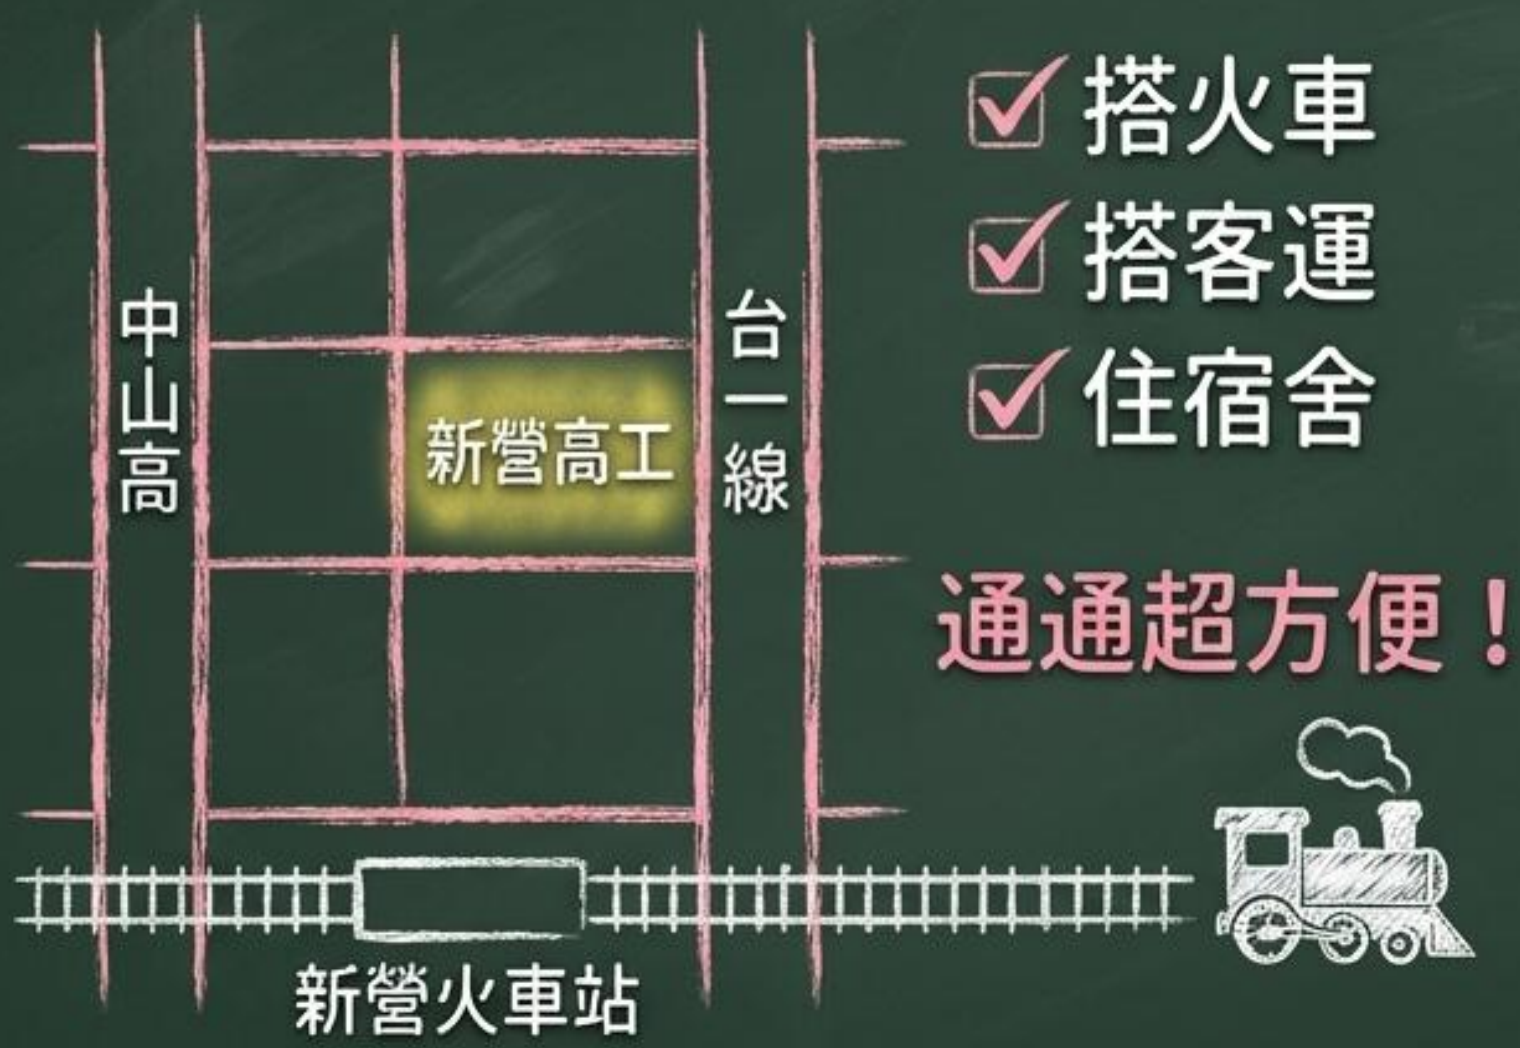 中山高
新營高工
台一線
搭火車
搭客運
住宿舍
通通超方便！
新營火車站